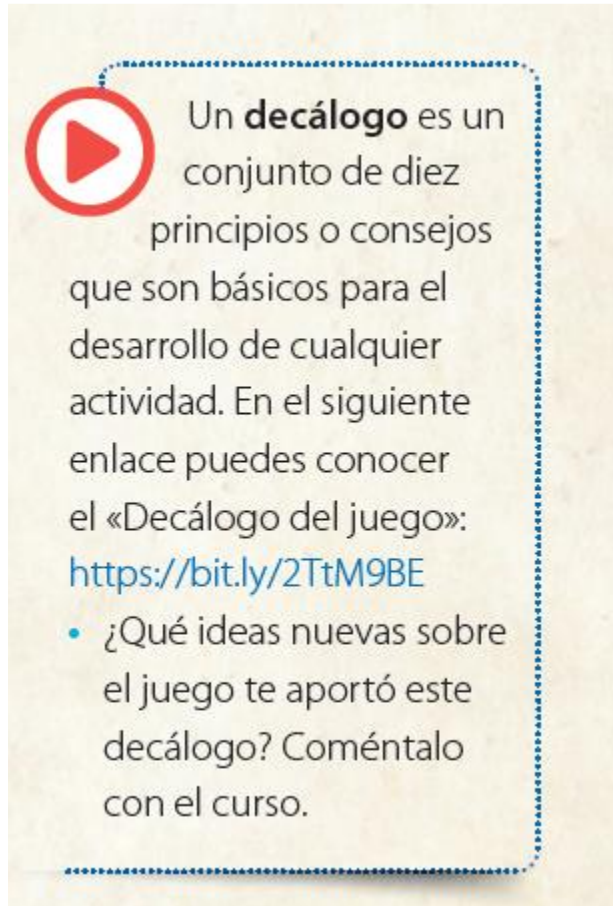 Un decálogo es un
conjunto de diez
principios o consejos
que son básicos para el
desarrollo de cualquier
actividad. En el siguiente
enlace puedes conocer
el «Decálogo del juego»:
https://bit.ly/2TtM9BE
• ¿Qué ideas nuevas sobre
el juego te aportó este
decálogo? Coméntalo
con el curso.